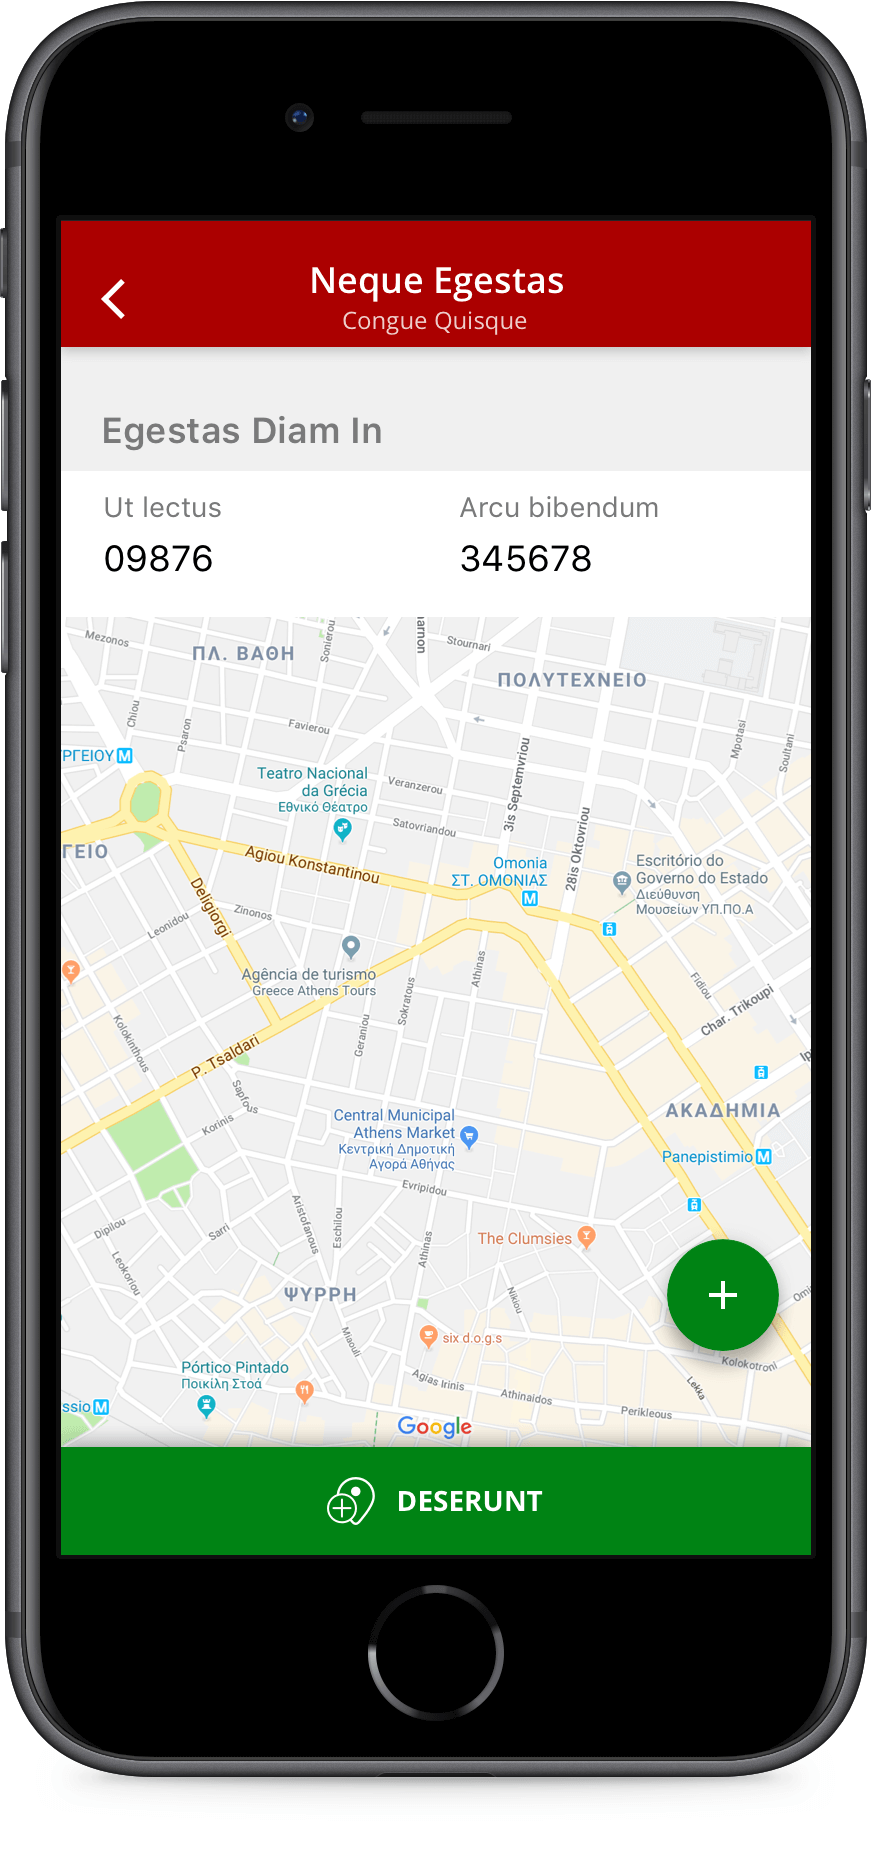 Neque Egestas
Congue Quisque
Egestas Diam In
Ut lectus
Arcu bibendum
09876
345678
Mezonos
ΠΛ. ΒΑΘΗ
Sonierou
harnon
Stournari
ΠΟΛΥΤΕΧΝΕΙΟ
Chiou
Psaron
Favierou
Mpotasi
Soultani
ΡΓΕΙΟΥ M
Teatro Nacional
da Grécia
Εθνικό Θέατρο
Veranzerou
3is Septemvriou
Satovriandou
28is Oktovriou
ΓΕΙΟ
Agiou Konstantinou
Omonia
ΣΤ. ΟΜΟΝΙΑΣ
M
Escritório do
Governo do Estado
Διεύθυνση
Μουσείων ΥΠ.ΠΟ.Α
Deligiorgi
Leonidou
Zinonos
Agência de turismo
Greece Athens Tours
Athinas
Sokratous
Fidiou
Char. Trikoupi
Kolokinthous
Geraniou
P. Tsaldari
Ip
Sapfous
Korinis
Central Municipal
Athens Market
Κεντρική Δημοτική
Αγορά Αθήνας
ΑΚΑΔΗΜΙΑ
Panepistimio M
Evripidou
Dipilou
Sarri
Aristofanous
Eschilou
Athinas
The Clumsies
Leokoriou
ΨΥΡΡΗ
Nikiou
Omi
Miaouli
six d.o.g.s
Kolokotroni
Pórtico Pintado
Ποικίλη Στοά
Agias Irinis
Athinaidos
Lekka
ssio M
Perikleous
Google
DESERUNT